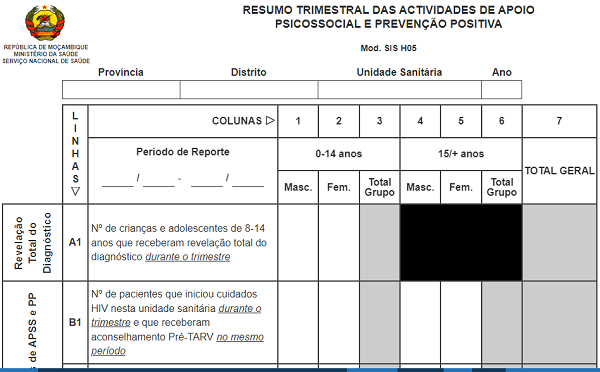 RESUMO TRIMESTRAL DAS ACTIVIDADES DE APOIO
PSICOSSOCIAL E PREVENÇÃO POSITIVA
REPÚBLICA DE MOÇAMBIQUE
MINISTÉRIO DA SAÚDE
SERVIÇO NACIONAL DE SAÚDE
Mod. SIS H05
Província Distrito Unidade Sanitária Ano
LINHAS ▽
COLUNAS ▷ 1 2 3 4 5 6 7
Período de Reporte 0-14 anos 15/+ anos TOTAL GERAL
_____ / _____ - _____ / _____
Masc. Fem. Total Grupo Masc. Fem. Total Grupo
Revelação
Total do
Diagnóstico
A1
Nº de crianças e adolescentes de 8-14
anos que receberam revelação total do
diagnóstico durante o trimestre
s de APSS e PP
B1
Nº de pacientes que iniciou cuidados
HIV nesta unidade sanitária durante o
trimestre e que receberam
aconselhamento Pré-TARV no mesmo
período